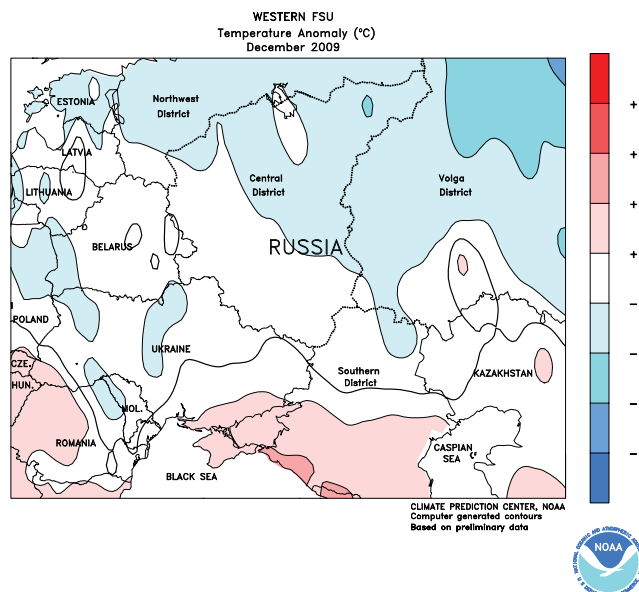 WESTERN FSU
Temperature Anomaly (°C)
December 2009
ESTONIA
Northwest
District
LATVIA
LITHUANIA
Central
District
Volga
District
BELARUS
RUSSIA
POLAND
UKRAINE
CZE.
HUN.
MOL.
Southern
District
KAZAKHSTAN
ROMANIA
BLACK SEA
CASPIAN
SEA
+
+
+
+
-
-
-
-
CLIMATE PREDICTION CENTER, NOAA
Computer generated contours
Based on preliminary data
NOAA